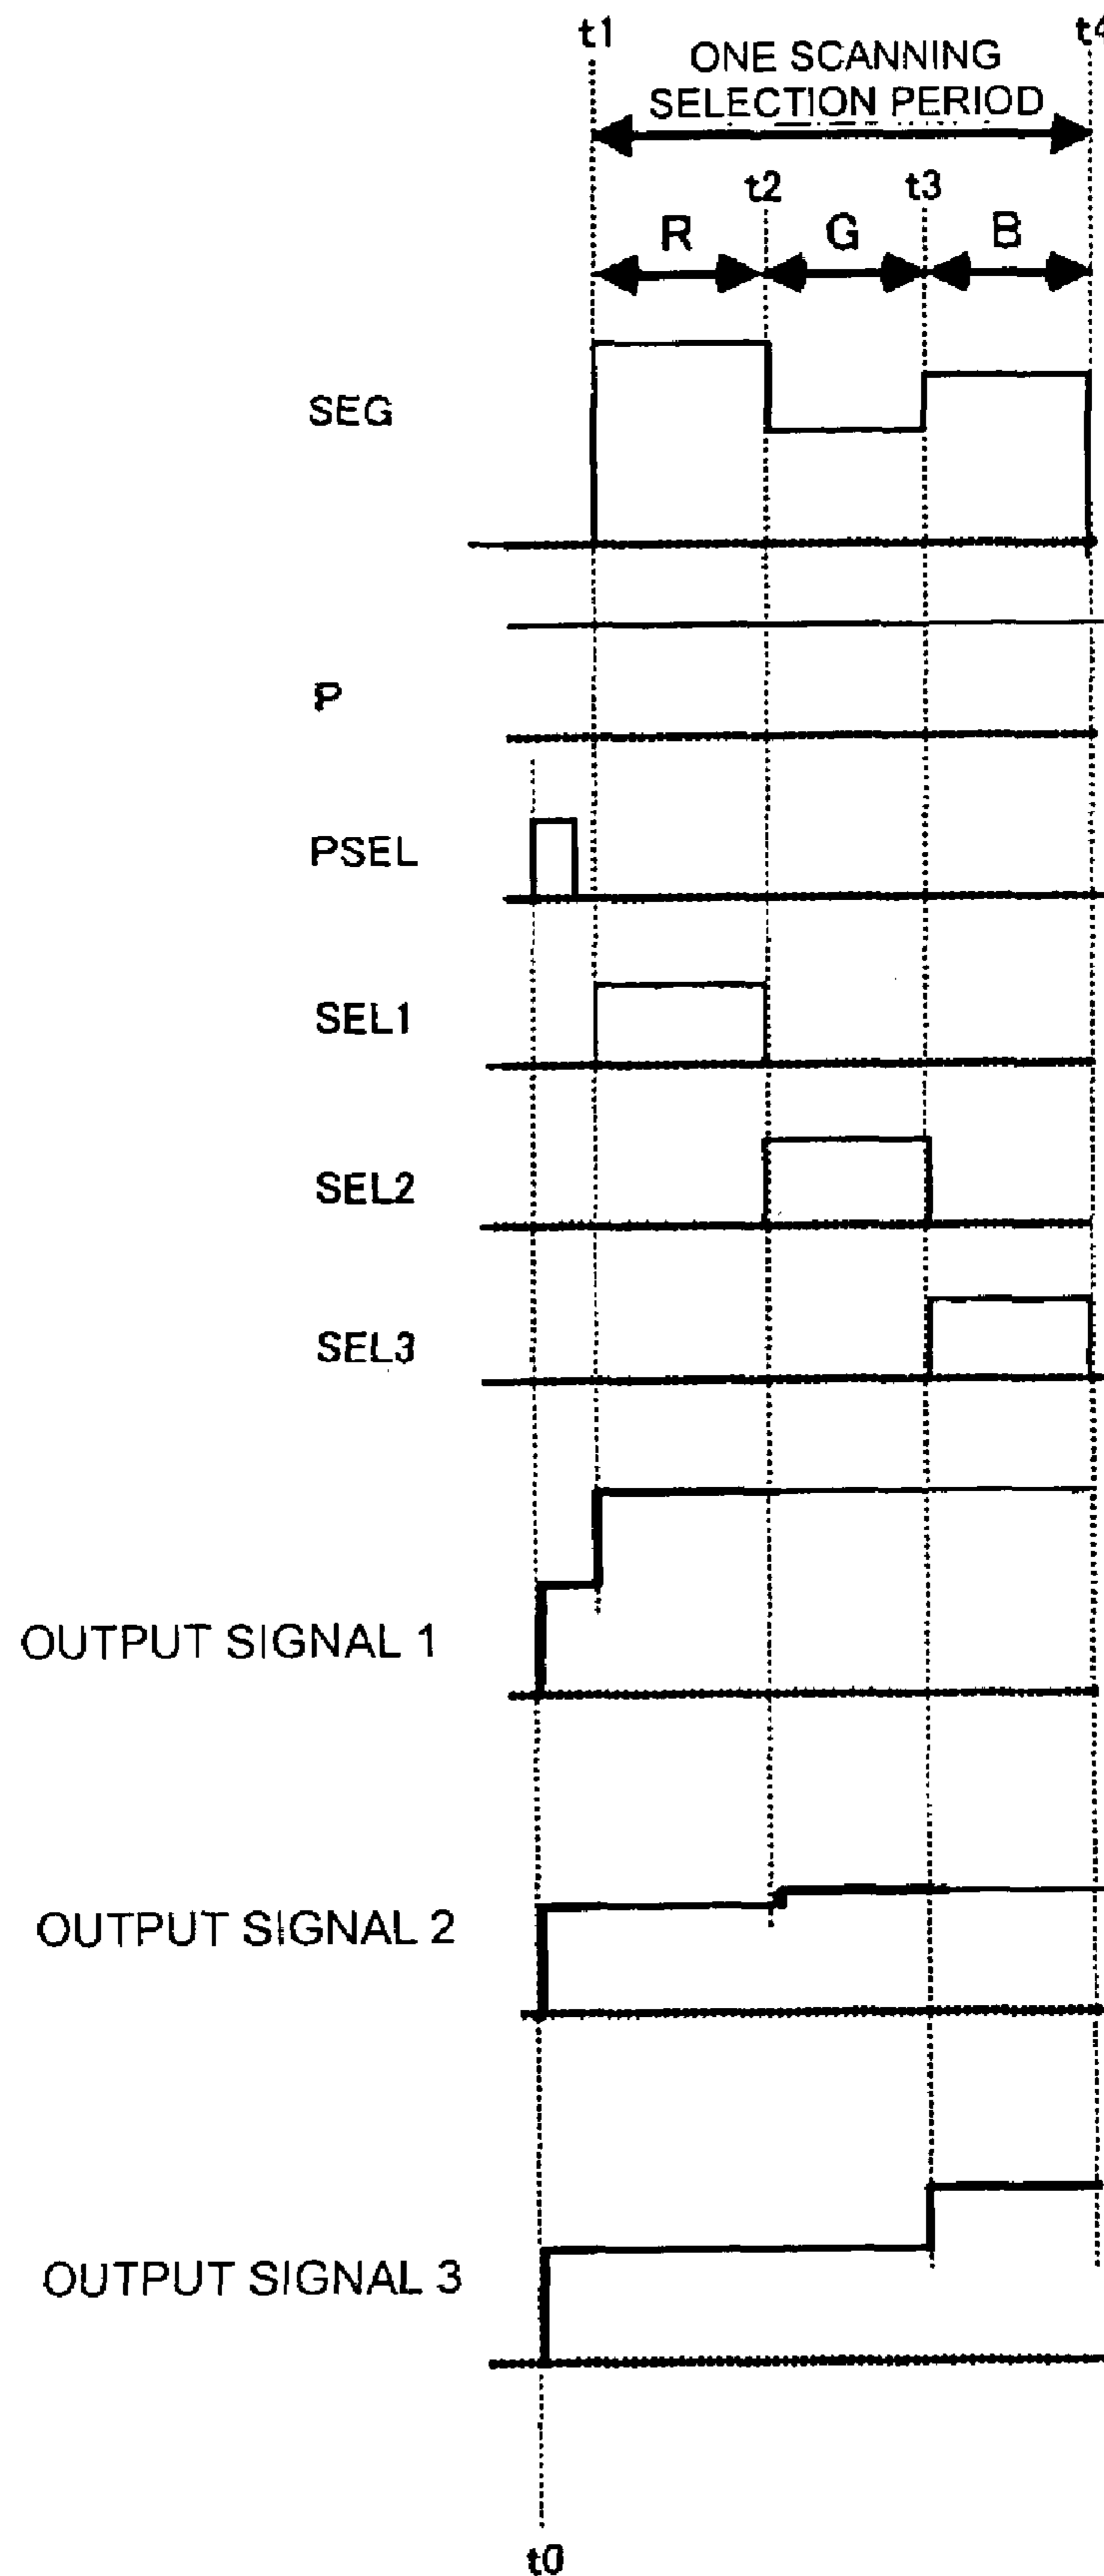 t1
t4
ONE SCANNING
SELECTION PERIOD
t2
t3
R
G
B
SEG
P
PSEL
SEL1
SEL2
SEL3
OUTPUT SIGNAL 1
OUTPUT SIGNAL 2
OUTPUT SIGNAL 3
t0